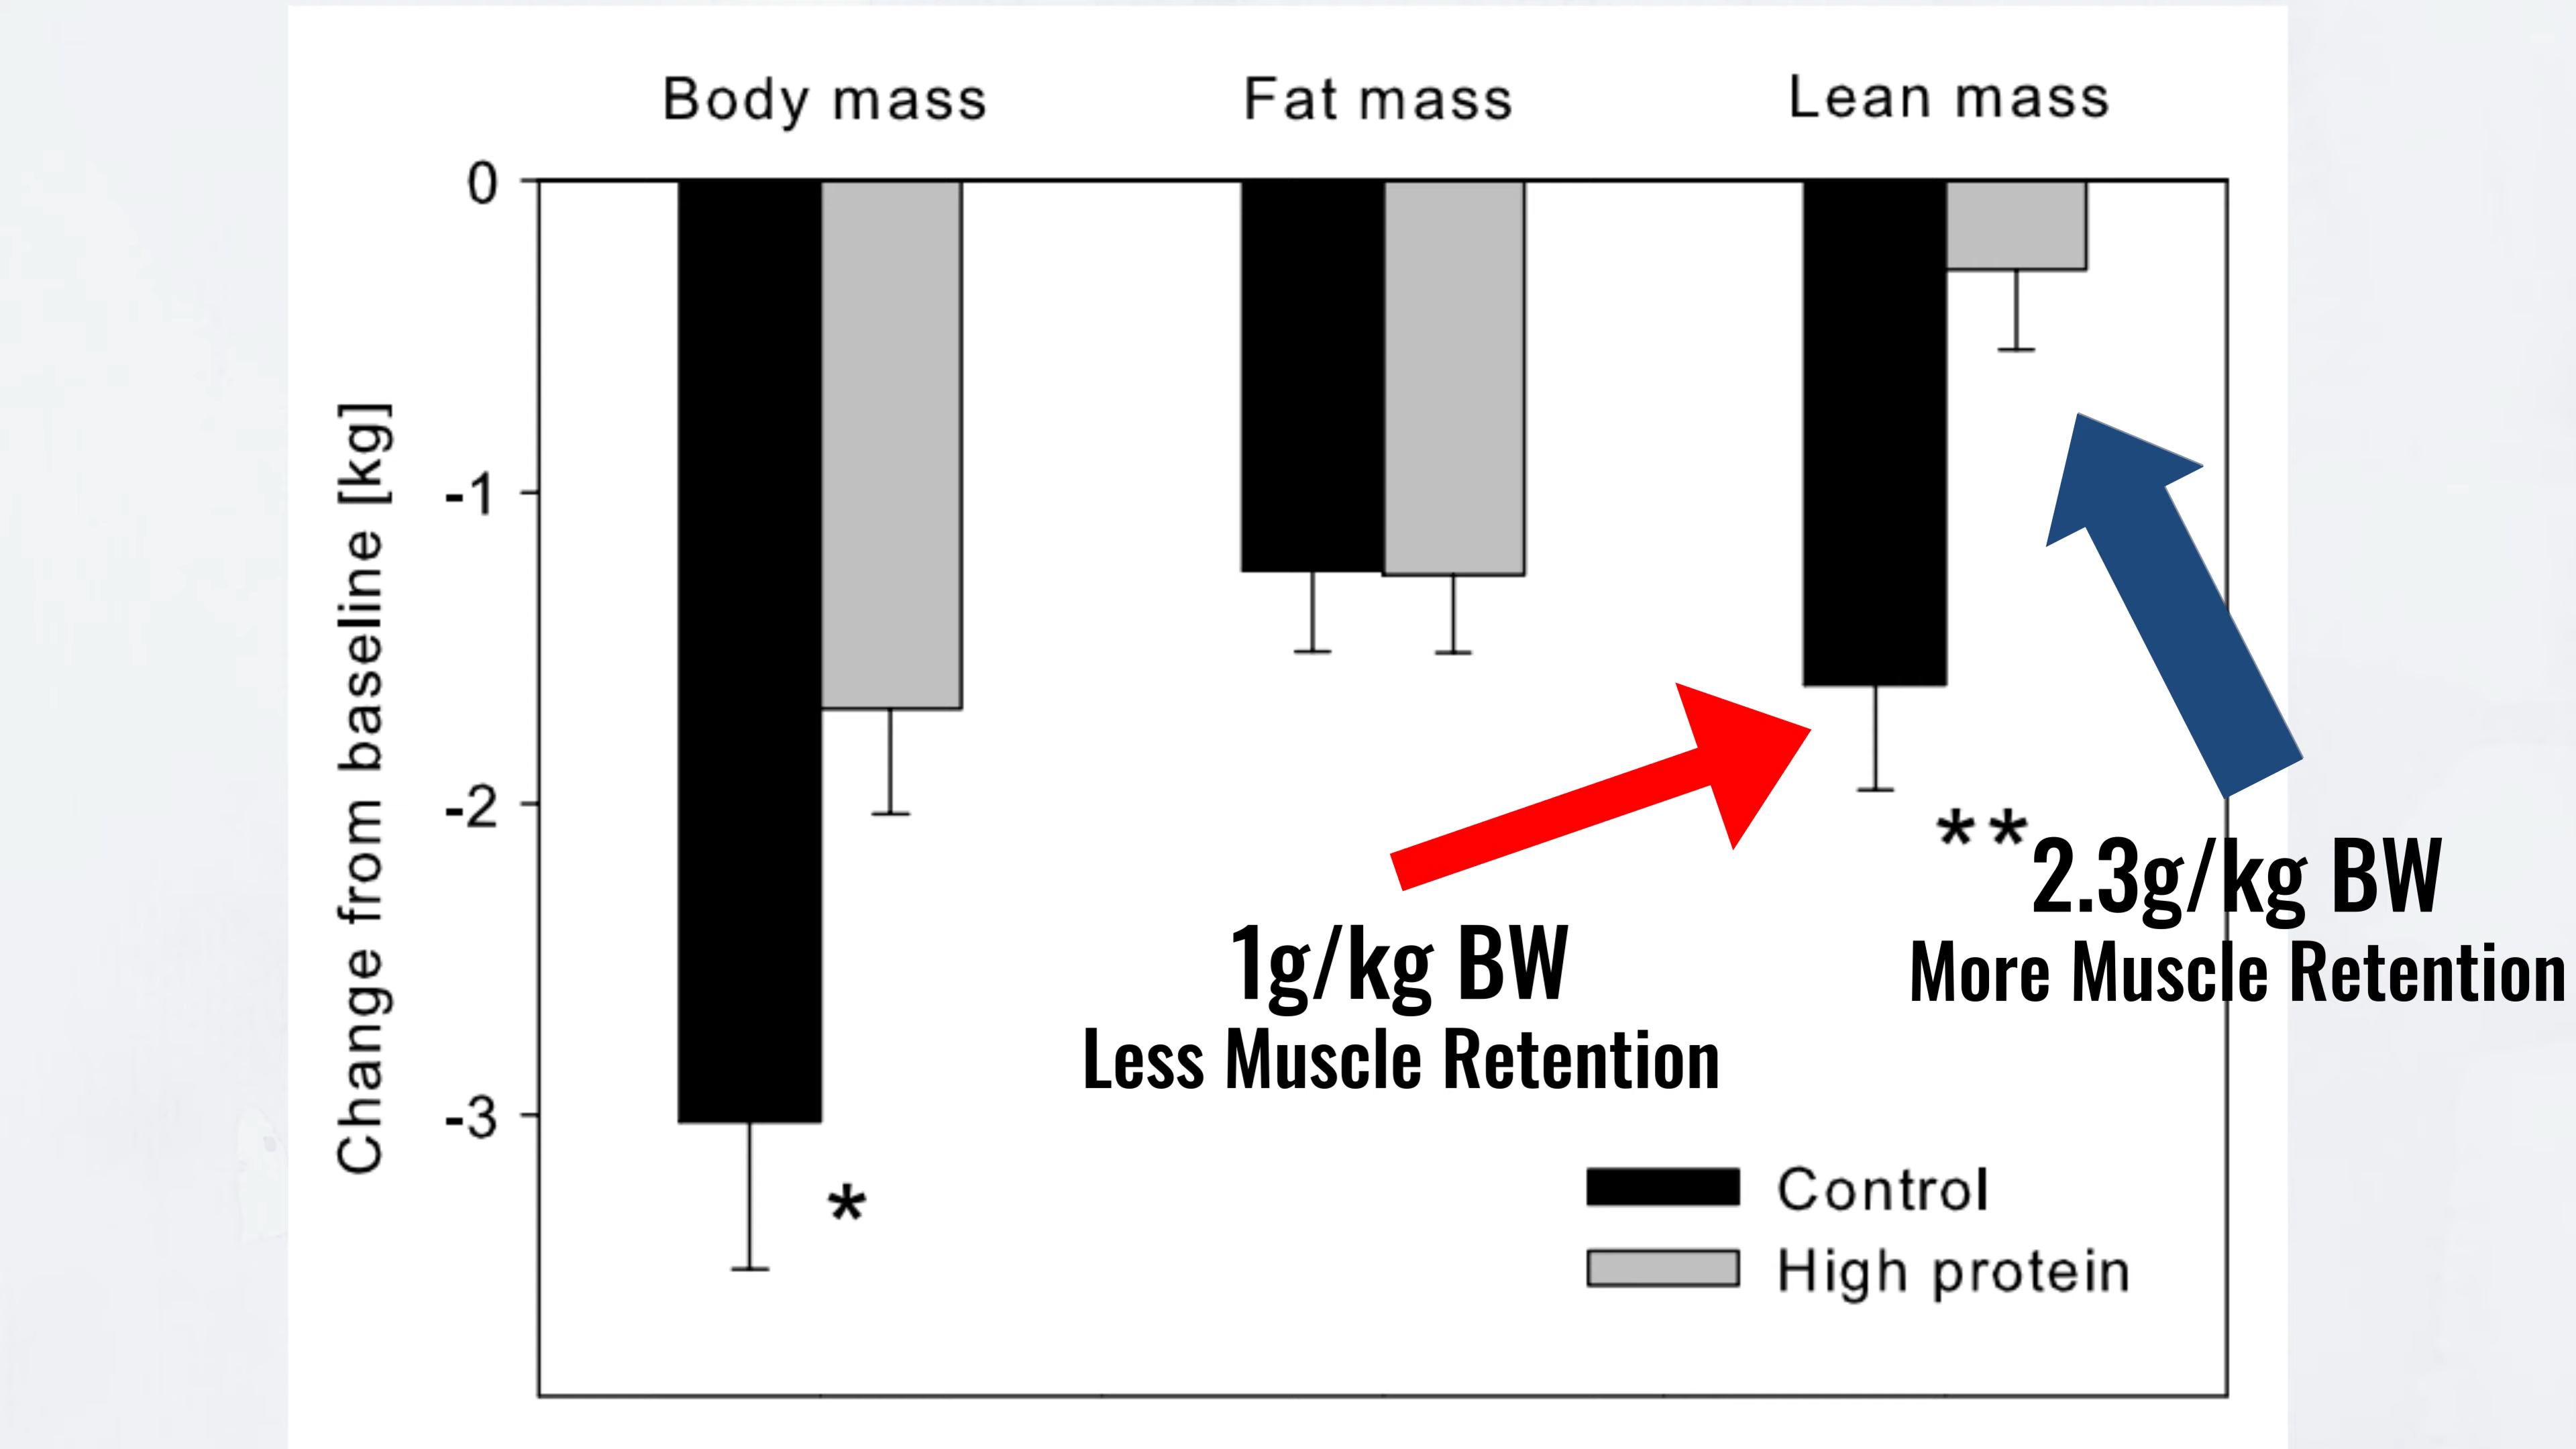 Body mass
Fat mass
Lean mass
0
-1
-2
-3
Change from baseline [kg]
*
**
1g/kg BW
Less Muscle Retention
2.3g/kg BW
More Muscle Retention
Control
High protein